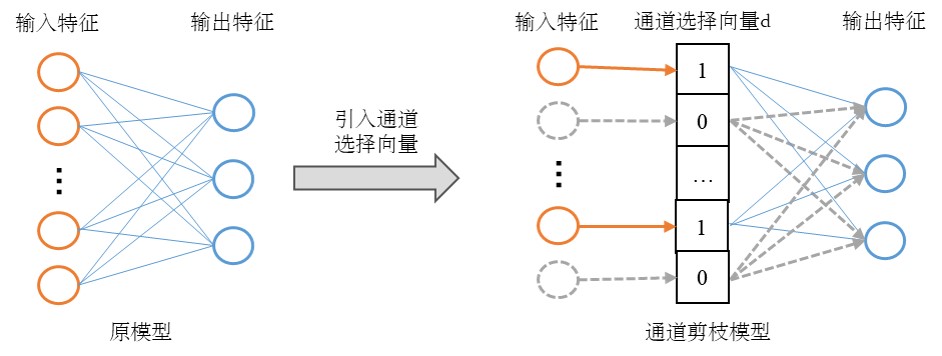 输入特征
输出特征
原模型
引入通道
选择向量
输入特征
通道选择向量d
输出特征
1
0
…
1
0
通道剪枝模型